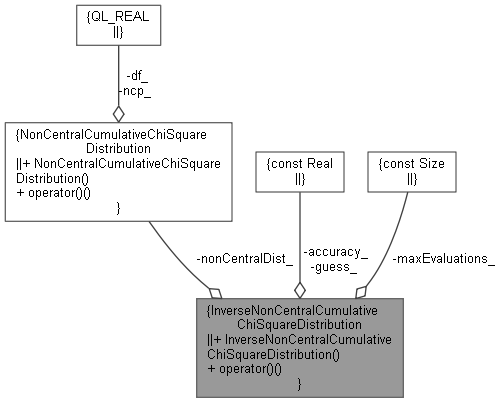 {QL_REAL
||}
-df_
-ncp_
{NonCentralCumulativeChiSquare
Distribution
||+ NonCentralCumulativeChiSquare
Distribution()
+ operator()()
}
{const Real
||}
{const Size
||}
-nonCentralDist_
-accuracy_
-guess_
-maxEvaluations_
{InverseNonCentralCumulative
ChiSquareDistribution
||+ InverseNonCentralCumulative
ChiSquareDistribution()
+ operator()()
}